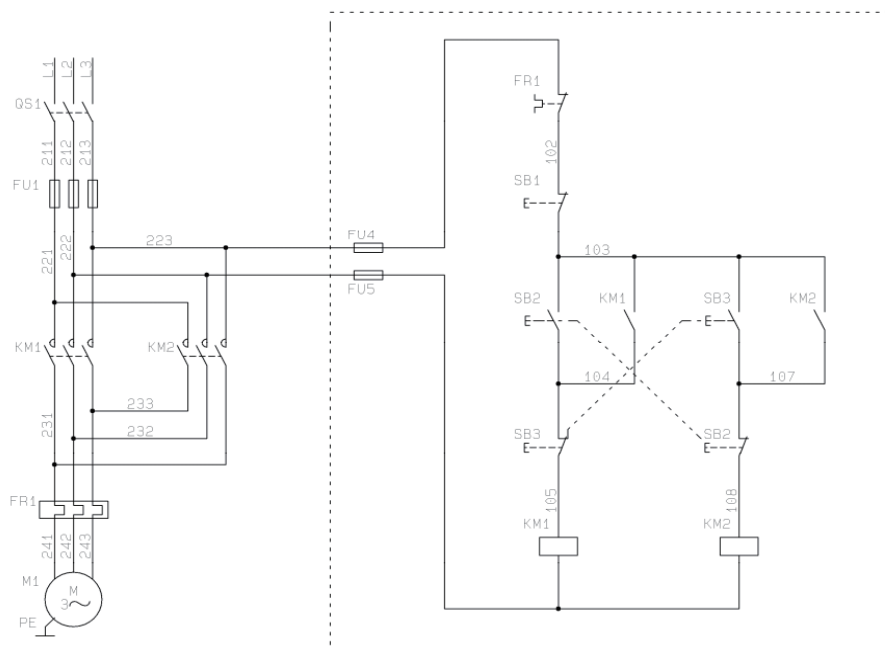 L1 L2 L3
QS1
211 212 213
FU1
221 222 223
KM1 KM2
233
232
231
FR1
241 242 243
M1
M
3
PE
FU4
FU5
FR1
102
SB1
103
SB2 KM1 SB3 KM2
104 107
SB3 SB2
105 108
KM1 KM2